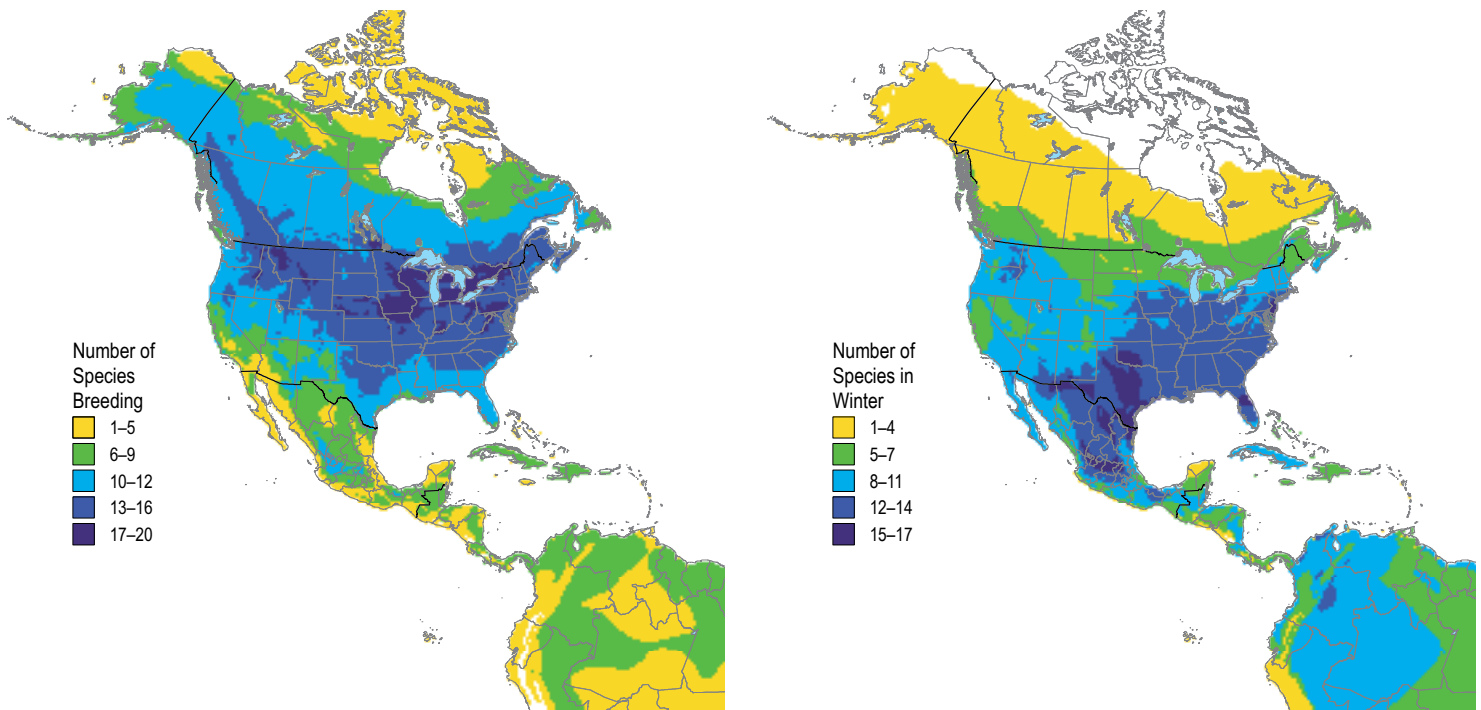 Number of
Species
Breeding
1–5
6–9
10–12
13–16
17–20
Number of
Species in
Winter
1–4
5–7
8–11
12–14
15–17